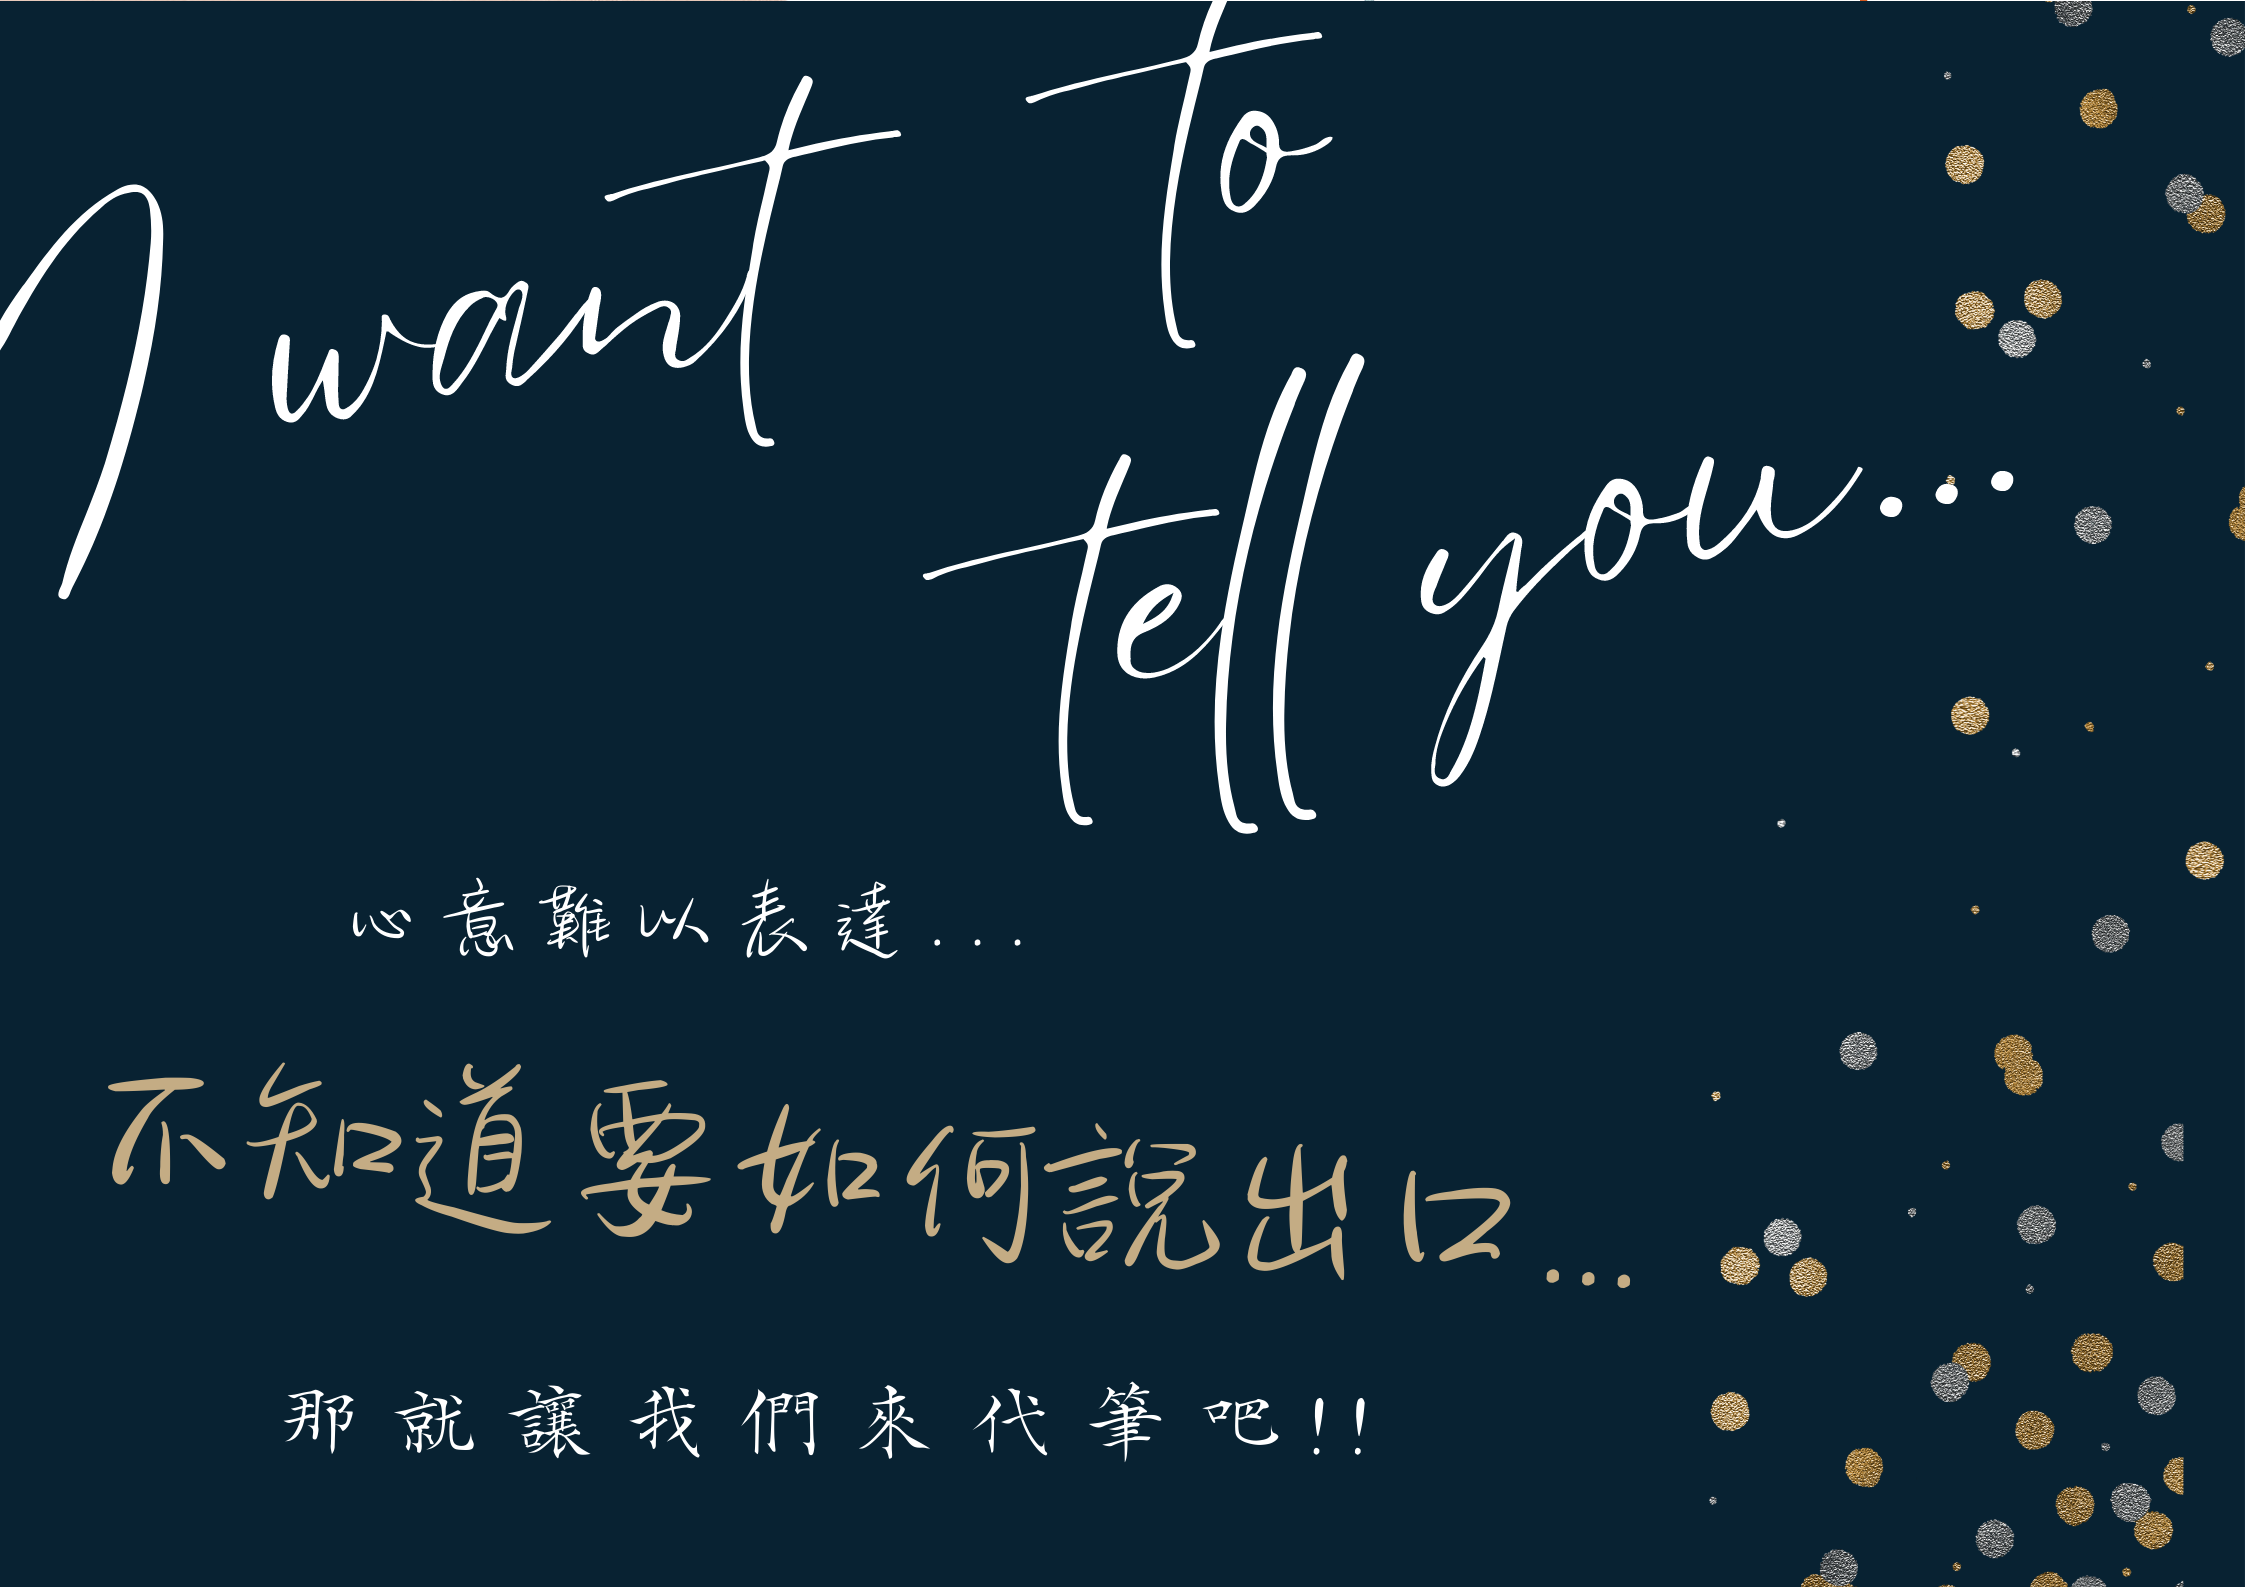 I want to
tell you...
心意難以表達...
不知道要如何說出口...
那就讓我們來代筆吧!!